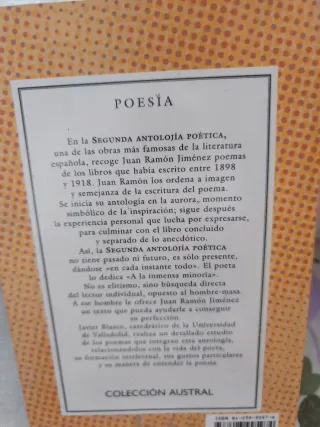 POESÍA
En la SEGUNDA ANTOLOJÍA POÉTICA,
una de las obras más famosas de la literatura
española, recoge Juan Ramón Jiménez poemas
de los libros que había escrito entre 1898
y 1918. Juan Ramón los ordena a imagen
y semejanza de la escritura del poema.
Se inicia su antología en la aurora, momento
simbólico de la inspiración; sigue después
la experiencia personal que lucha por expresarse,
para culminar con el libro concluido
y separado de lo anecdótico.
Así, la SEGUNDA ANTOLOJÍA POÉTICA
no tiene pasado ni futuro, es sólo presente,
dándose «en cada instante todo». El poeta
lo dedica «A la inmensa minoría».
No es elitismo, sino búsqueda directa
del lector individual, opuesto al hombre-masa.
A ese hombre le ofrece Juan Ramón Jiménez
un texto que pueda ayudarle a conseguir
su perfección.
Javier Blasco, catedrático de la Universidad
de Valladolid, realiza un detallado estudio
de los poemas que integran esta antología,
relacionándolos con la vida del poeta,
su formación intelectual, sus gustos particulares
y su manera de entender la poesía.
COLECCIÓN AUSTRAL
ISBN